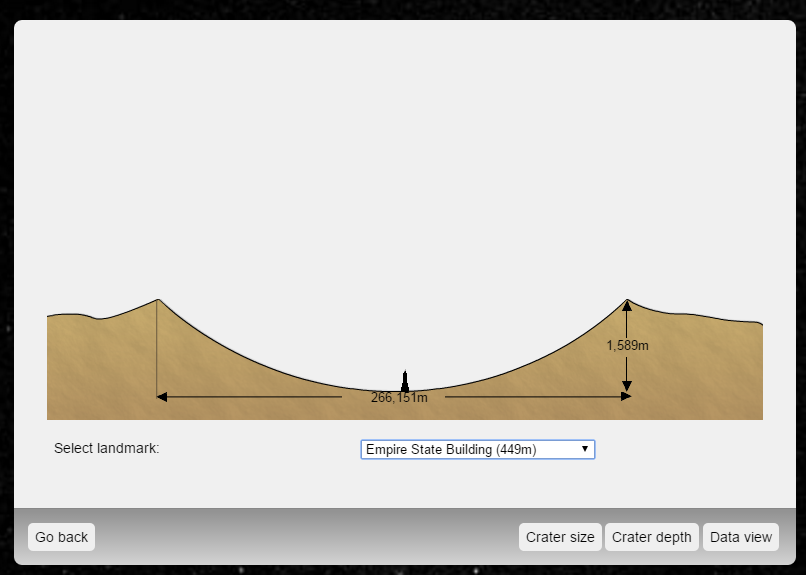 1,589m
266,151m
Select landmark:
Empire State Building (449m)
Go back
Crater size
Crater depth
Data view